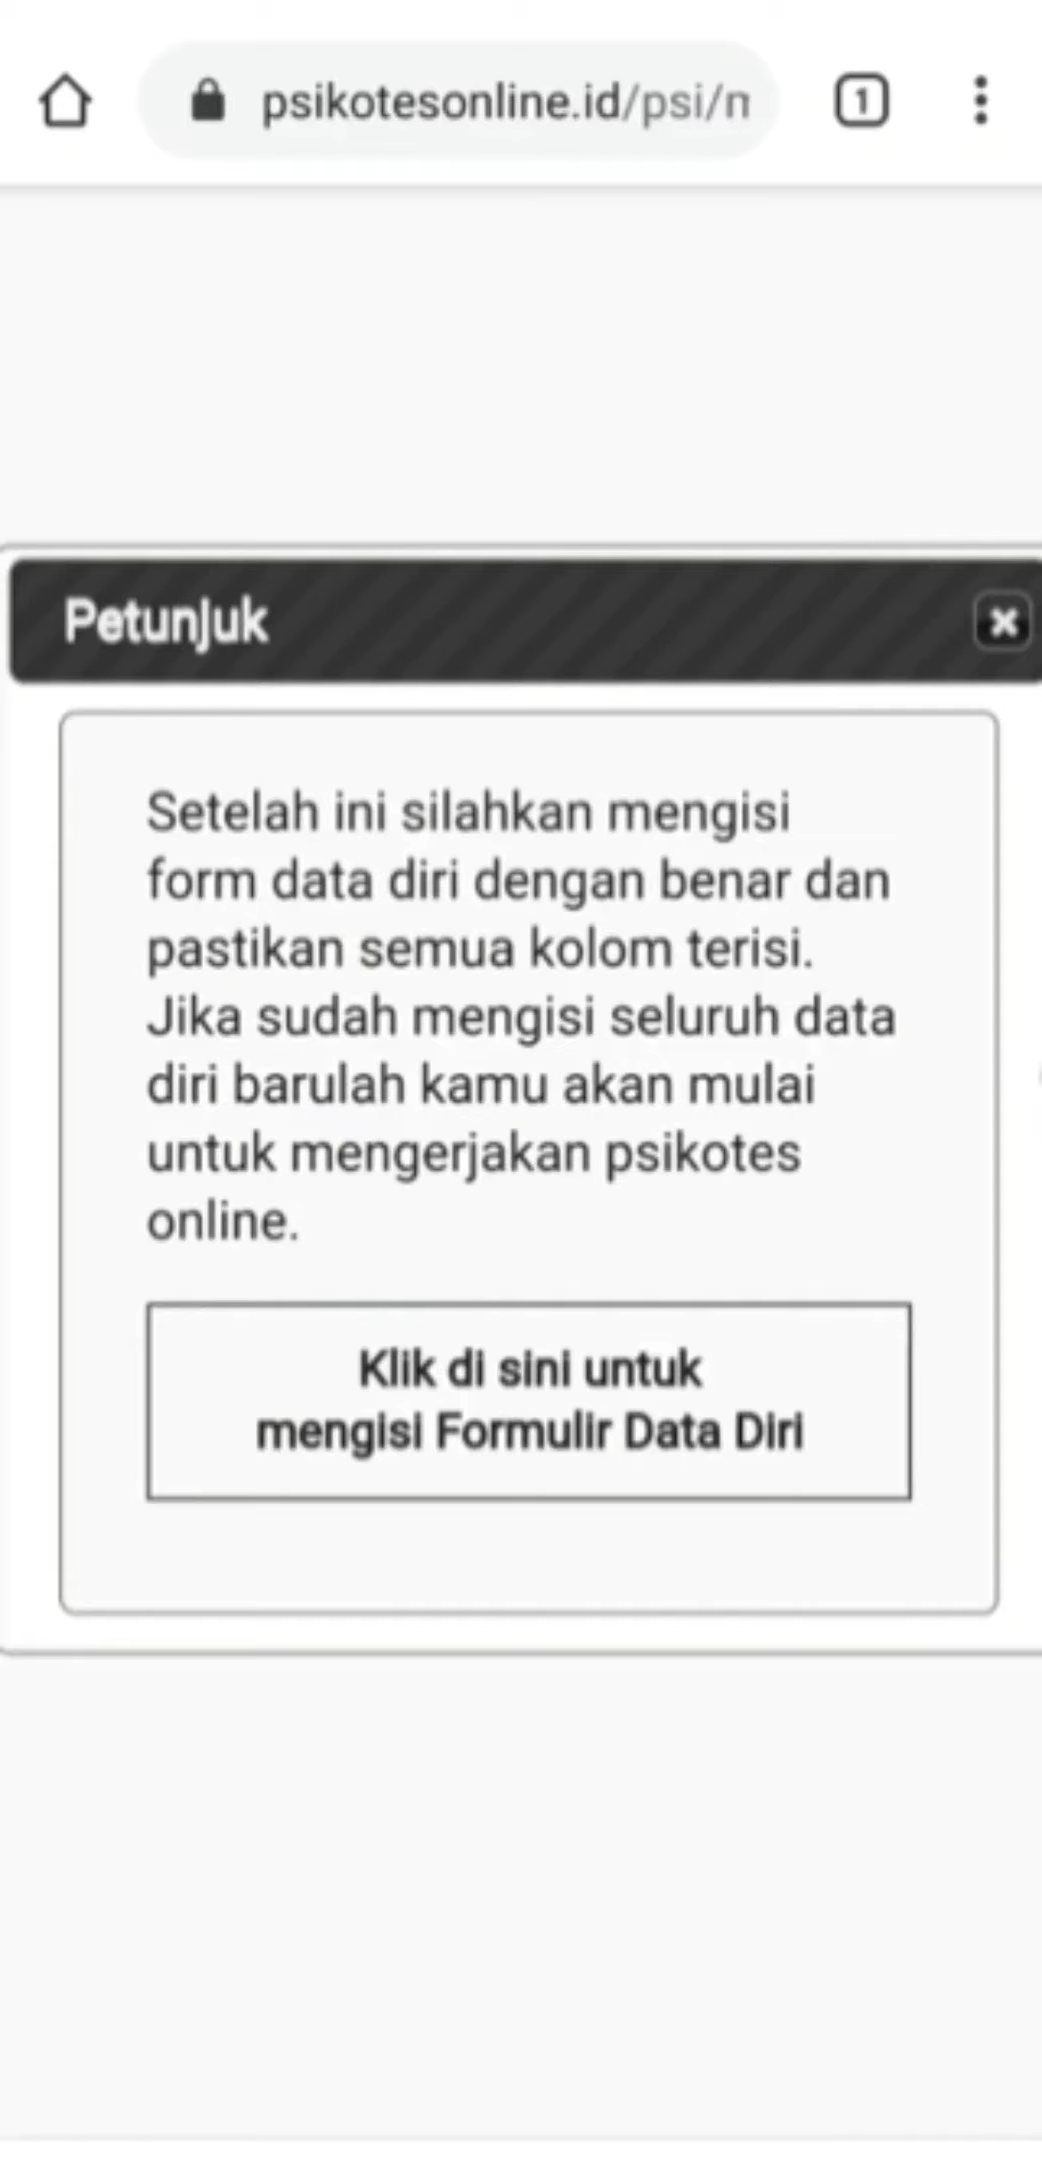 psikotesonline.id/psi/n
1
Petunjuk
Setelah ini silahkan mengisi
form data diri dengan benar dan
pastikan semua kolom terisi.
Jika sudah mengisi seluruh data
diri barulah kamu akan mulai
untuk mengerjakan psikotes
online.
Klik di sini untuk
mengisi Formulir Data Diri